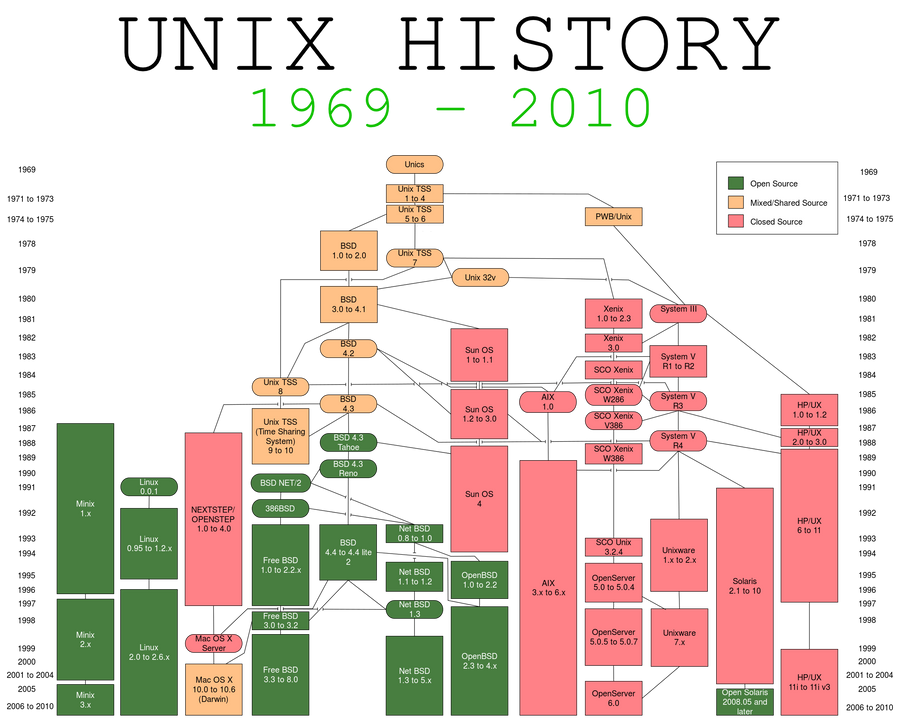 UNIX HISTORY
1969 – 2010
1969
1971 to 1973
1974 to 1975
1978
1979
1980
1981
1982
1983
1984
1985
1986
1987
1988
1989
1990
1991
1992
1993
1994
1995
1996
1997
1998
1999
2000
2001 to 2004
2005
2006 to 2010
Open Source
Mixed/Shared Source
Closed Source
1969
1971 to 1973
1974 to 1975
1978
1979
1980
1981
1982
1983
1984
1985
1986
1987
1988
1989
1990
1991
1992
1993
1994
1995
1996
1997
1998
1999
2000
2001 to 2004
2005
2006 to 2010
Unics
Unix TSS
1 to 4
Unix TSS
5 to 6
PWB/Unix
BSD
1.0 to 2.0
Unix TSS
7
Unix 32v
BSD
3.0 to 4.1
Xenix
1.0 to 2.3
System III
Xenix
3.0
BSD
4.2
Sun OS
1 to 1.1
System V
R1 to R2
SCO Xenix
Unix TSS
8
SCO Xenix
W286
System V
R3
AIX
1.0
BSD
4.3
Sun OS
1.2 to 3.0
HP/UX
1.0 to 1.2
SCO Xenix
V386
Unix TSS
(Time Sharing
System)
9 to 10
BSD 4.3
Tahoe
System V
R4
HP/UX
2.0 to 3.0
SCO Xenix
W386
BSD 4.3
Reno
Minix
1.x
Linux
0.0.1
BSD NET/2
Sun OS
4
386BSD
NEXTSTEP/
OPENSTEP
1.0 to 4.0
HP/UX
6 to 11
Linux
0.95 to 1.2.x
Net BSD
0.8 to 1.0
BSD
4.4 to 4.4 lite
2
SCO Unix
3.2.4
Unixware
1.x to 2.x
Free BSD
1.0 to 2.2.x
Net BSD
1.1 to 1.2
OpenBSD
1.0 to 2.2
AIX
3.x to 6.x
OpenServer
5.0 to 5.0.4
Solaris
2.1 to 10
Net BSD
1.3
Free BSD
3.0 to 3.2
Minix
2.x
Linux
2.0 to 2.6.x
Mac OS X
Server
OpenBSD
2.3 to 4.x
OpenServer
5.0.5 to 5.0.7
Unixware
7.x
Free BSD
3.3 to 8.0
Net BSD
1.3 to 5.x
Mac OS X
10.0 to 10.6
(Darwin)
HP/UX
11i to 11i v3
OpenServer
6.0
Open Solaris
2008.05 and
later
Minix
3.x